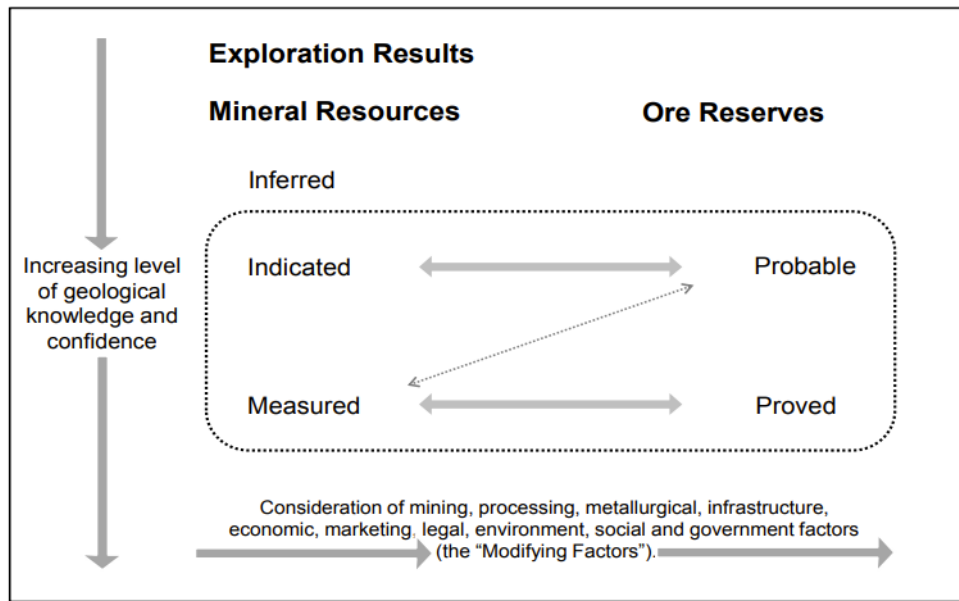 Exploration Results
Mineral Resources
Ore Reserves
Inferred
Increasing level
of geological
knowledge and
confidence
Indicated
Probable
Measured
Proved
Consideration of mining, processing, metallurgical, infrastructure,
economic, marketing, legal, environment, social and government factors
(the “Modifying Factors”).